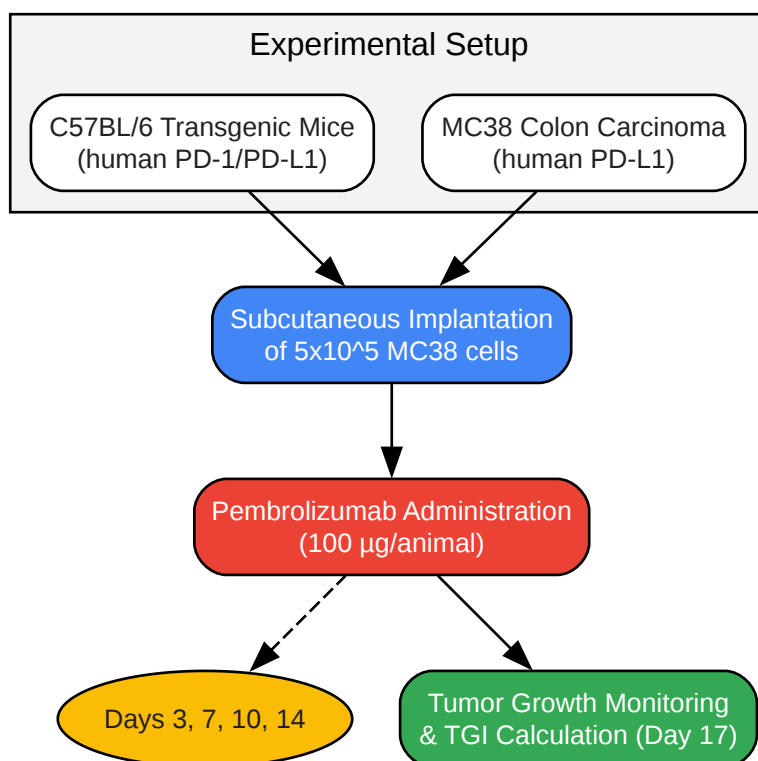 Experimental Setup
C57BL/6 Transgenic Mice
(human PD-1/PD-L1)
MC38 Colon Carcinoma
(human PD-L1)
Subcutaneous Implantation
of 5x10^5 MC38 cells
Pembrolizumab Administration
(100 µg/animal)
Days 3, 7, 10, 14
Tumor Growth Monitoring
& TGI Calculation (Day 17)